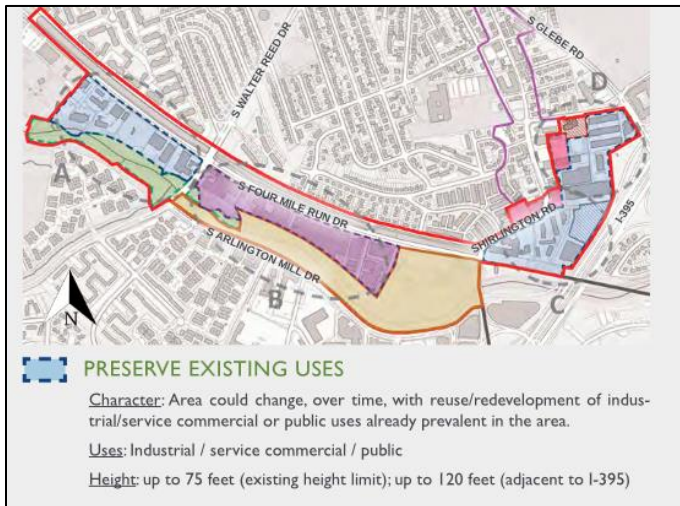 S GLEBE RD
S WALTER REED DR
D
A
S FOUR MILE RUN DR
SHIRLINGTON RD
I-395
S ARLINGTON MILL DR
B
C
N
PRESERVE EXISTING USES
Character: Area could change, over time, with reuse/redevelopment of indus-
trial/service commercial or public uses already prevalent in the area.
Uses: Industrial / service commercial / public
Height: up to 75 feet (existing height limit); up to 120 feet (adjacent to I-395)